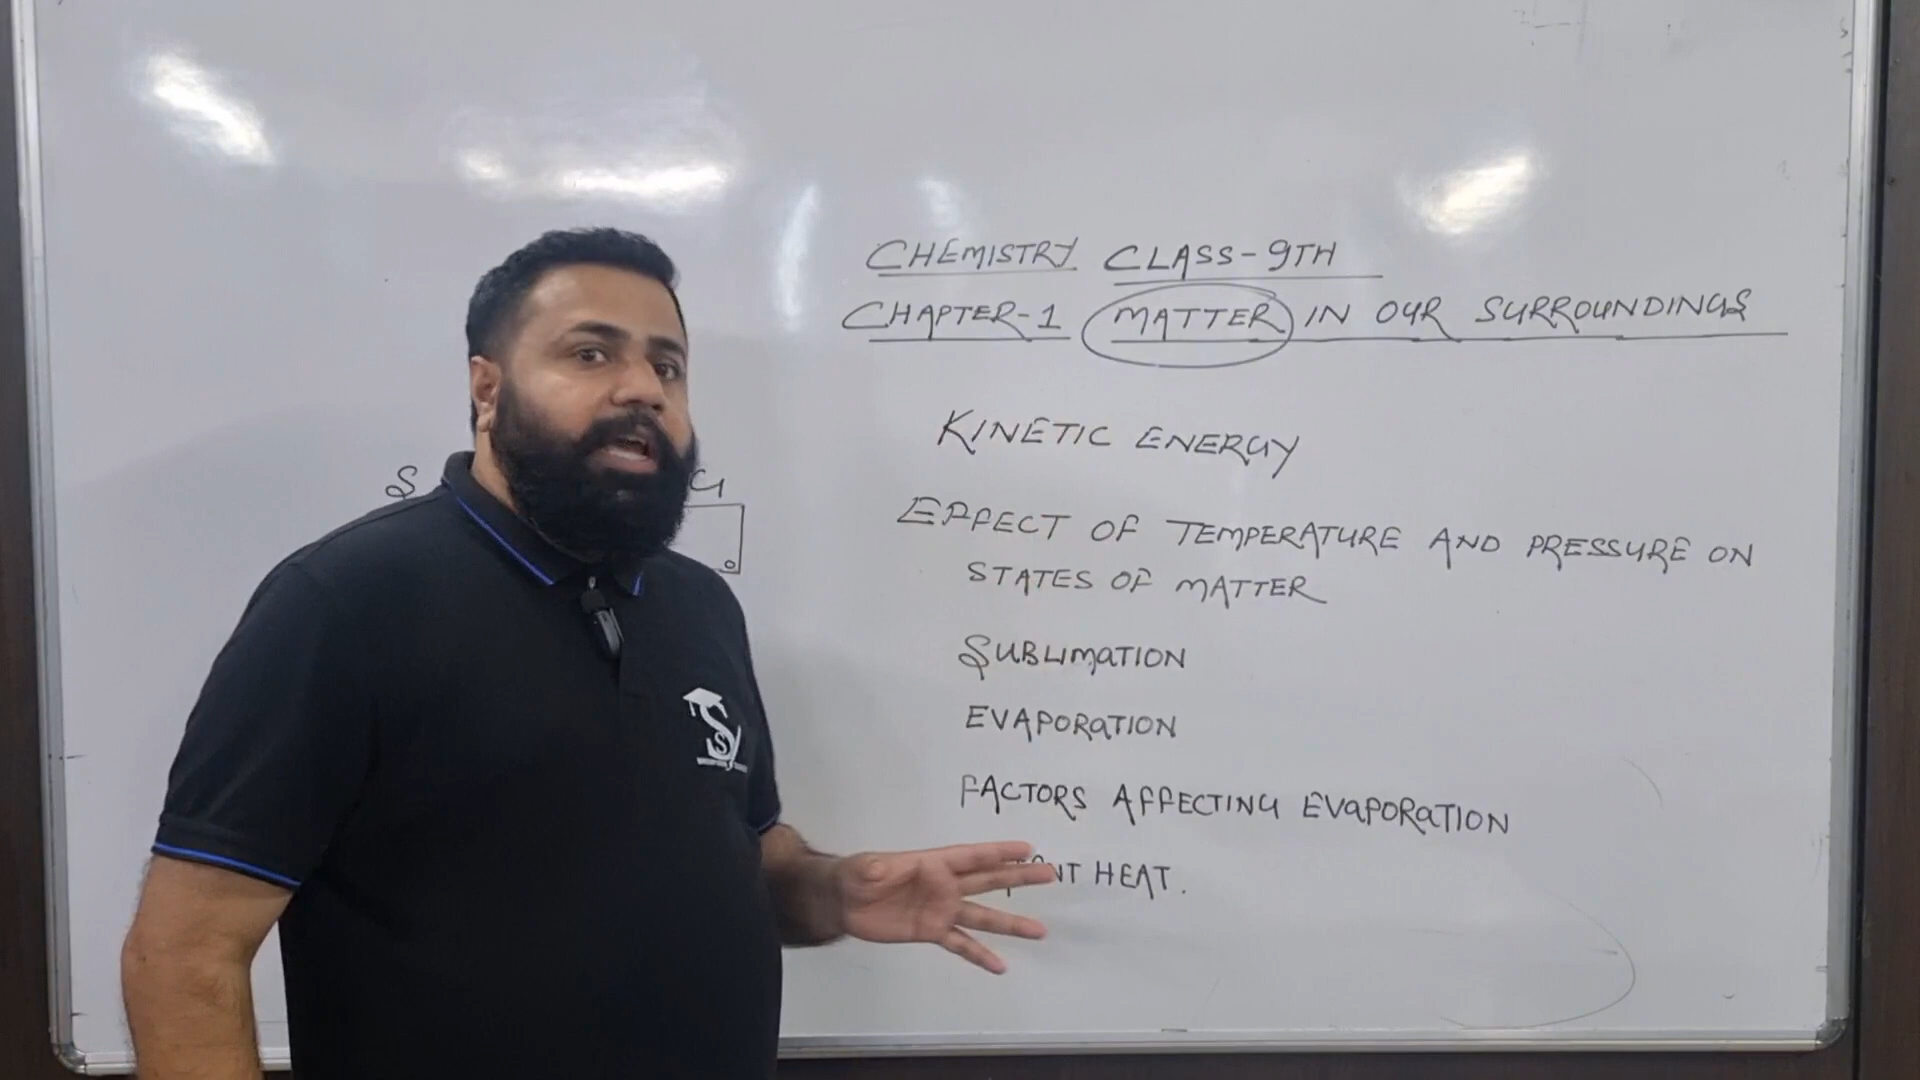 CHEMISTRY CLASS-9TH
CHAPTER-1 MATTER IN OUR SURROUNDINGS
KINETIC ENERGY
S
G
EFFECT OF TEMPERATURE AND PRESSURE ON
STATES OF MATTER
SUBLIMATION
EVAPORATION
FACTORS AFFECTING EVAPORATION
HEAT.